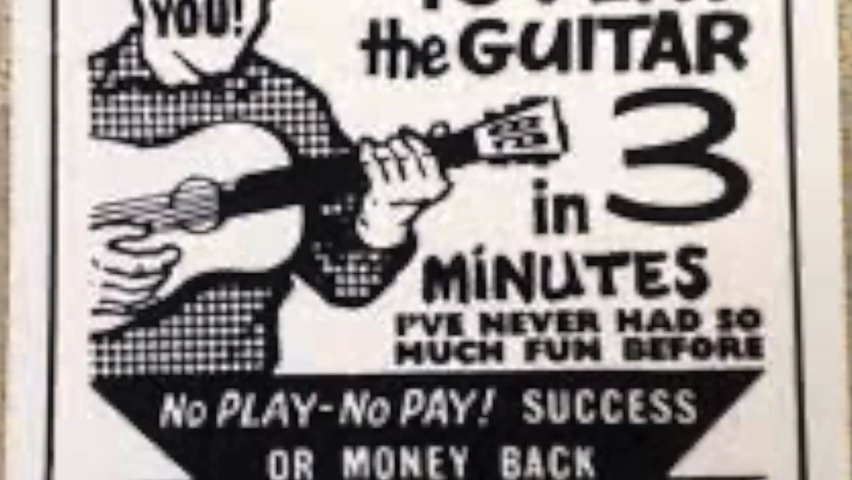 YOU!
the GUITAR
in 3
MINUTES
I'VE NEVER HAD SO
MUCH FUN BEFORE
No PLAY-No PAY! SUCCESS
OR MONEY BACK